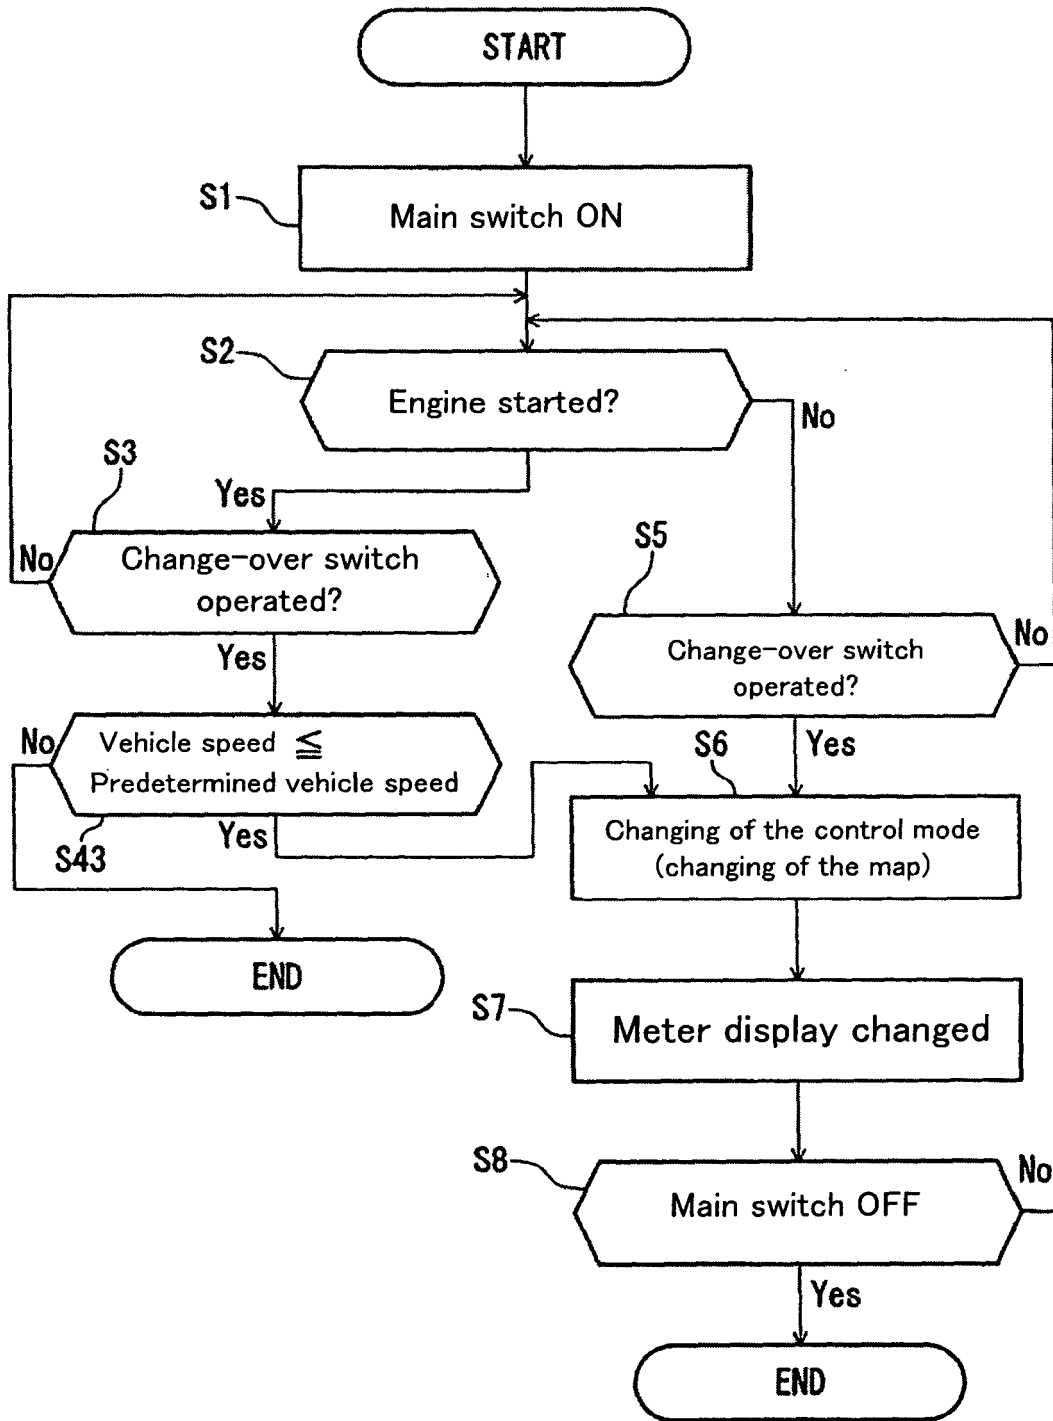 START
S1
Main switch ON
S2
Engine started?
No
S3
Yes
No
Change-over switch
operated?
S5
Change-over switch
operated?
No
Yes
No
Vehicle speed ≦
Predetermined vehicle speed
S43
Yes
S6
Yes
Changing of the control mode
(changing of the map)
END
S7
Meter display changed
S8
Main switch OFF
No
Yes
END